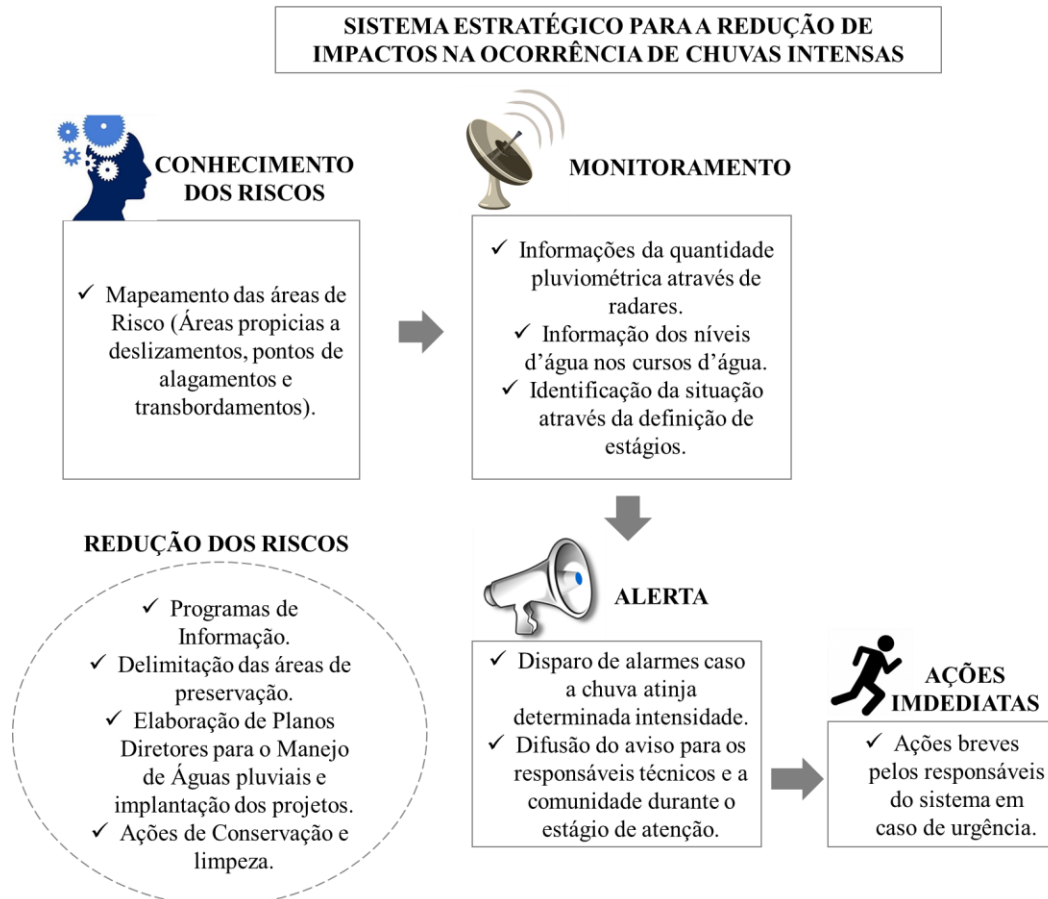 SISTEMA ESTRATÉGICO PARA A REDUÇÃO DE
IMPACTOS NA OCORRÊNCIA DE CHUVAS INTENSAS
CONHECIMENTO
DOS RISCOS
✓ Mapeamento das áreas de
Risco (Áreas propicias a
deslizamentos, pontos de
alagamentos e
transbordamentos).
MONITORAMENTO
✓ Informações da quantidade
pluviométrica através de
radares.
✓ Informação dos níveis
d’água nos cursos d’água.
✓ Identificação da situação
através da definição de
estágios.
REDUÇÃO DOS RISCOS
✓ Programas de
Informação.
✓ Delimitação das áreas de
preservação.
✓ Elaboração de Planos
Diretores para o Manejo
de Águas pluviais e
implantação dos projetos.
✓ Ações de Conservação e
limpeza.
ALERTA
✓ Disparo de alarmes caso
a chuva atinja
determinada intensidade.
✓ Difusão do aviso para os
responsáveis técnicos e a
comunidade durante o
estágio de atenção.
AÇÕES
IMDEDIATAS
✓ Ações breves
pelos responsáveis
do sistema em
caso de urgência.